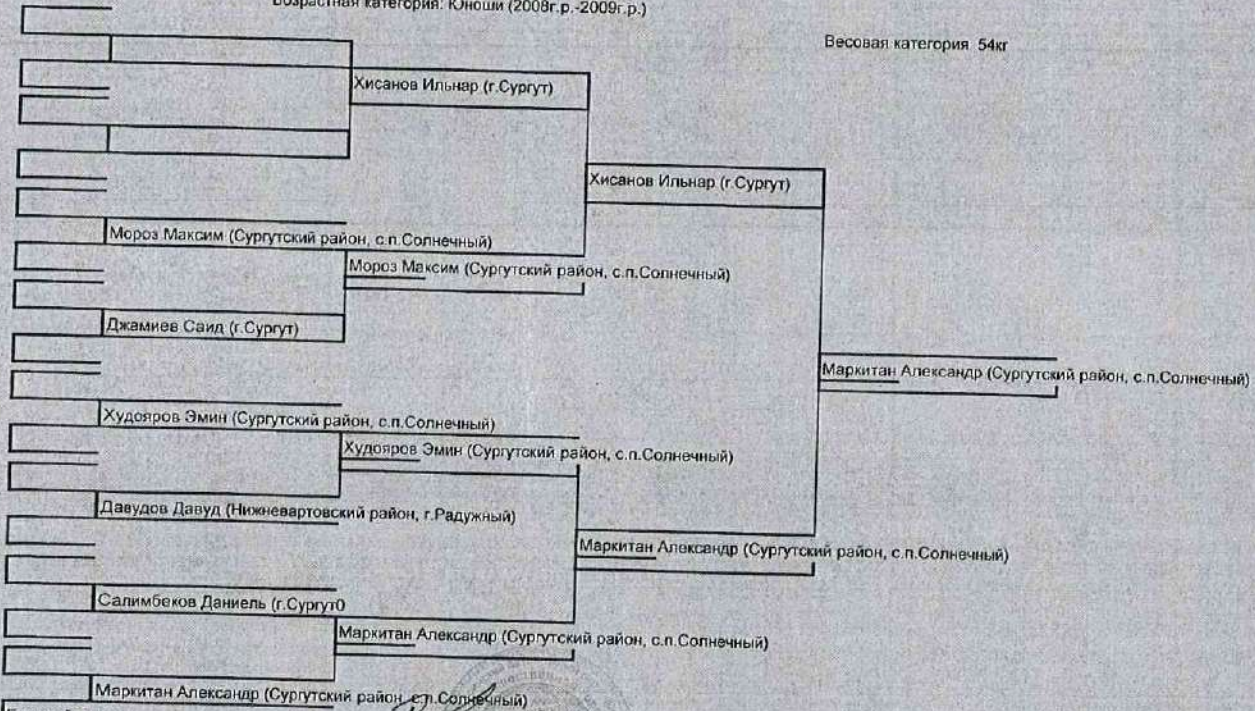 Возрастная категория: Юноши (2008г.р.-2009г.р.)
Весовая категория 54кг
Хисанов Ильнар (г.Сургут)
Хисанов Ильнар (г.Сургут)
Мороз Максим (Сургутский район, с.п.Солнечный)
Мороз Максим (Сургутский район, с.п.Солнечный)
Джамиев Саид (г.Сургут)
Маркитан Александр (Сургутский район, с.п.Солнечный)
Худояров Эмин (Сургутский район, с.п.Солнечный)
Худояров Эмин (Сургутский район, с.п.Солнечный)
Давудов Давуд (Нижневартовский район, г.Радужный)
Маркитан Александр (Сургутский район, с.п.Солнечный)
Салимбеков Даниель (г.Сургут0
Маркитан Александр (Сургутский район, с.п.Солнечный)
Маркитан Александр (Сургутский район, с.п.Солнечный)